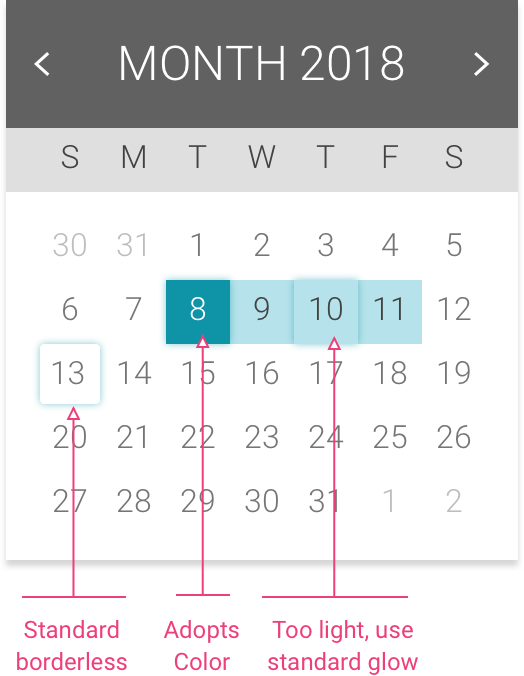 MONTH 2018
S M T W T F S
30 31 1 2 3 4 5
6 7 8 9 10 11 12
13 14 15 16 17 18 19
20 21 22 23 24 25 26
27 28 29 30 31 1 2
Standard
borderless
Adopts
Color
Too light, use
standard glow